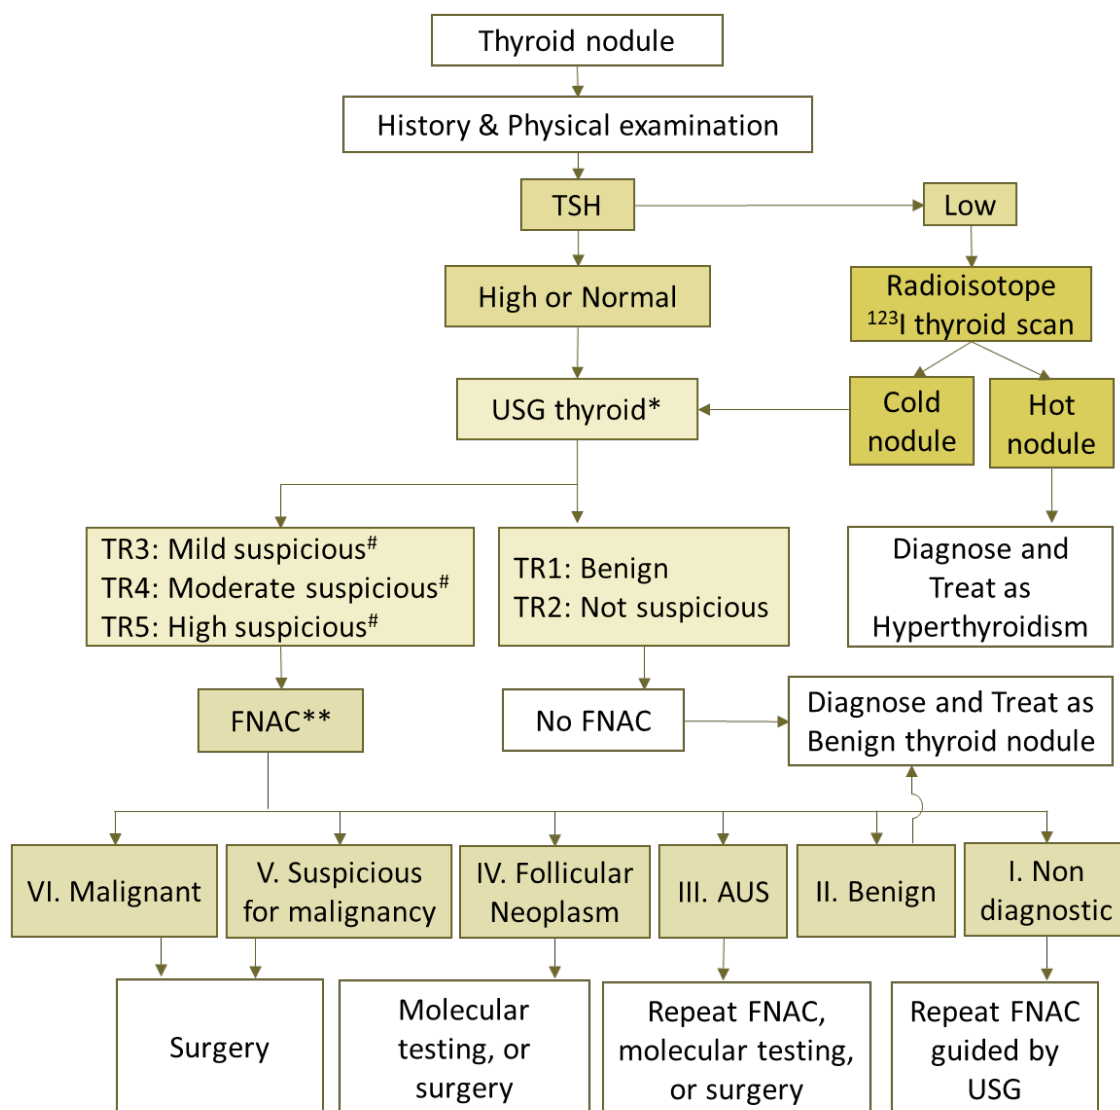 Thyroid nodule
History & Physical examination
TSH
Low
High or Normal
Radioisotope
¹²³I thyroid scan
USG thyroid*
Cold
nodule
Hot
nodule
TR3: Mild suspicious#
TR4: Moderate suspicious#
TR5: High suspicious#
TR1: Benign
TR2: Not suspicious
Diagnose and
Treat as
Hyperthyroidism
FNAC**
No FNAC
Diagnose and Treat as
Benign thyroid nodule
VI. Malignant
V. Suspicious
for malignancy
IV. Follicular
Neoplasm
III. AUS
II. Benign
I. Non
diagnostic
Surgery
Molecular
testing, or
surgery
Repeat FNAC,
molecular testing,
or surgery
Repeat FNAC
guided by
USG